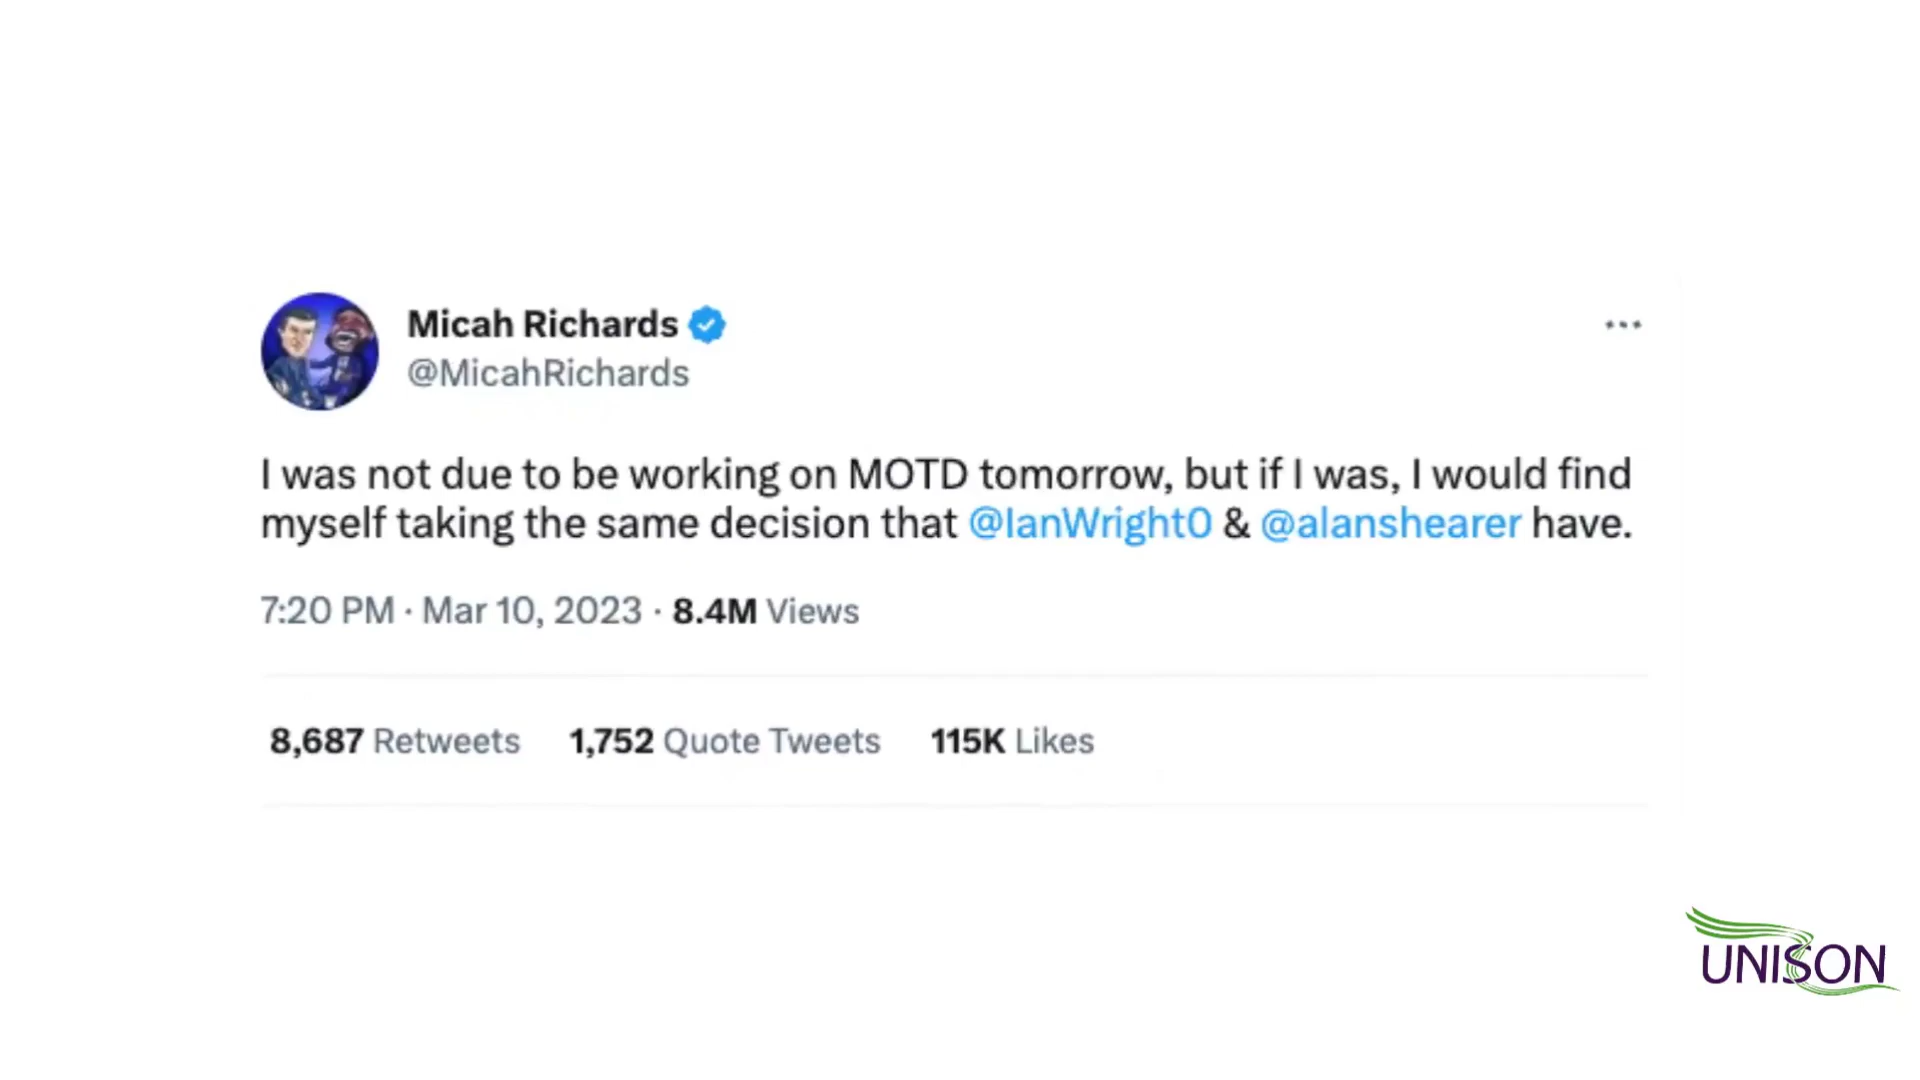 Micah Richards
@MicahRichards
I was not due to be working on MOTD tomorrow, but if I was, I would find
myself taking the same decision that @IanWright0 & @alanshearer have.
7:20 PM · Mar 10, 2023 · 8.4M Views
8,687 Retweets 1,752 Quote Tweets 115K Likes
UNISON